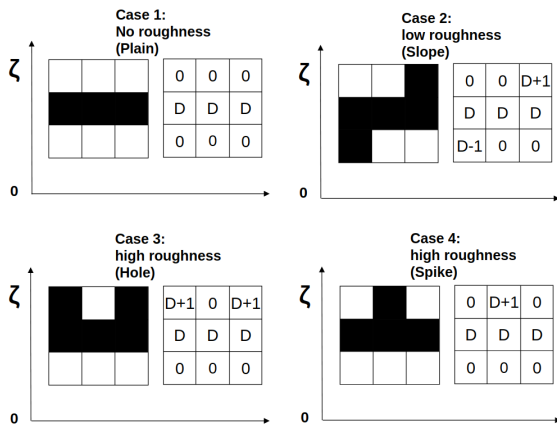 Case 1:
No roughness
(Plain)
ζ
0 0 0
D D D
0 0 0
0
Case 2:
low roughness
(Slope)
ζ
0 0 D+1
D D D
D-1 0 0
0
Case 3:
high roughness
(Hole)
ζ
D+1 0 D+1
D D D
0 0 0
0
Case 4:
high roughness
(Spike)
ζ
0 D+1 0
D D D
0 0 0
0